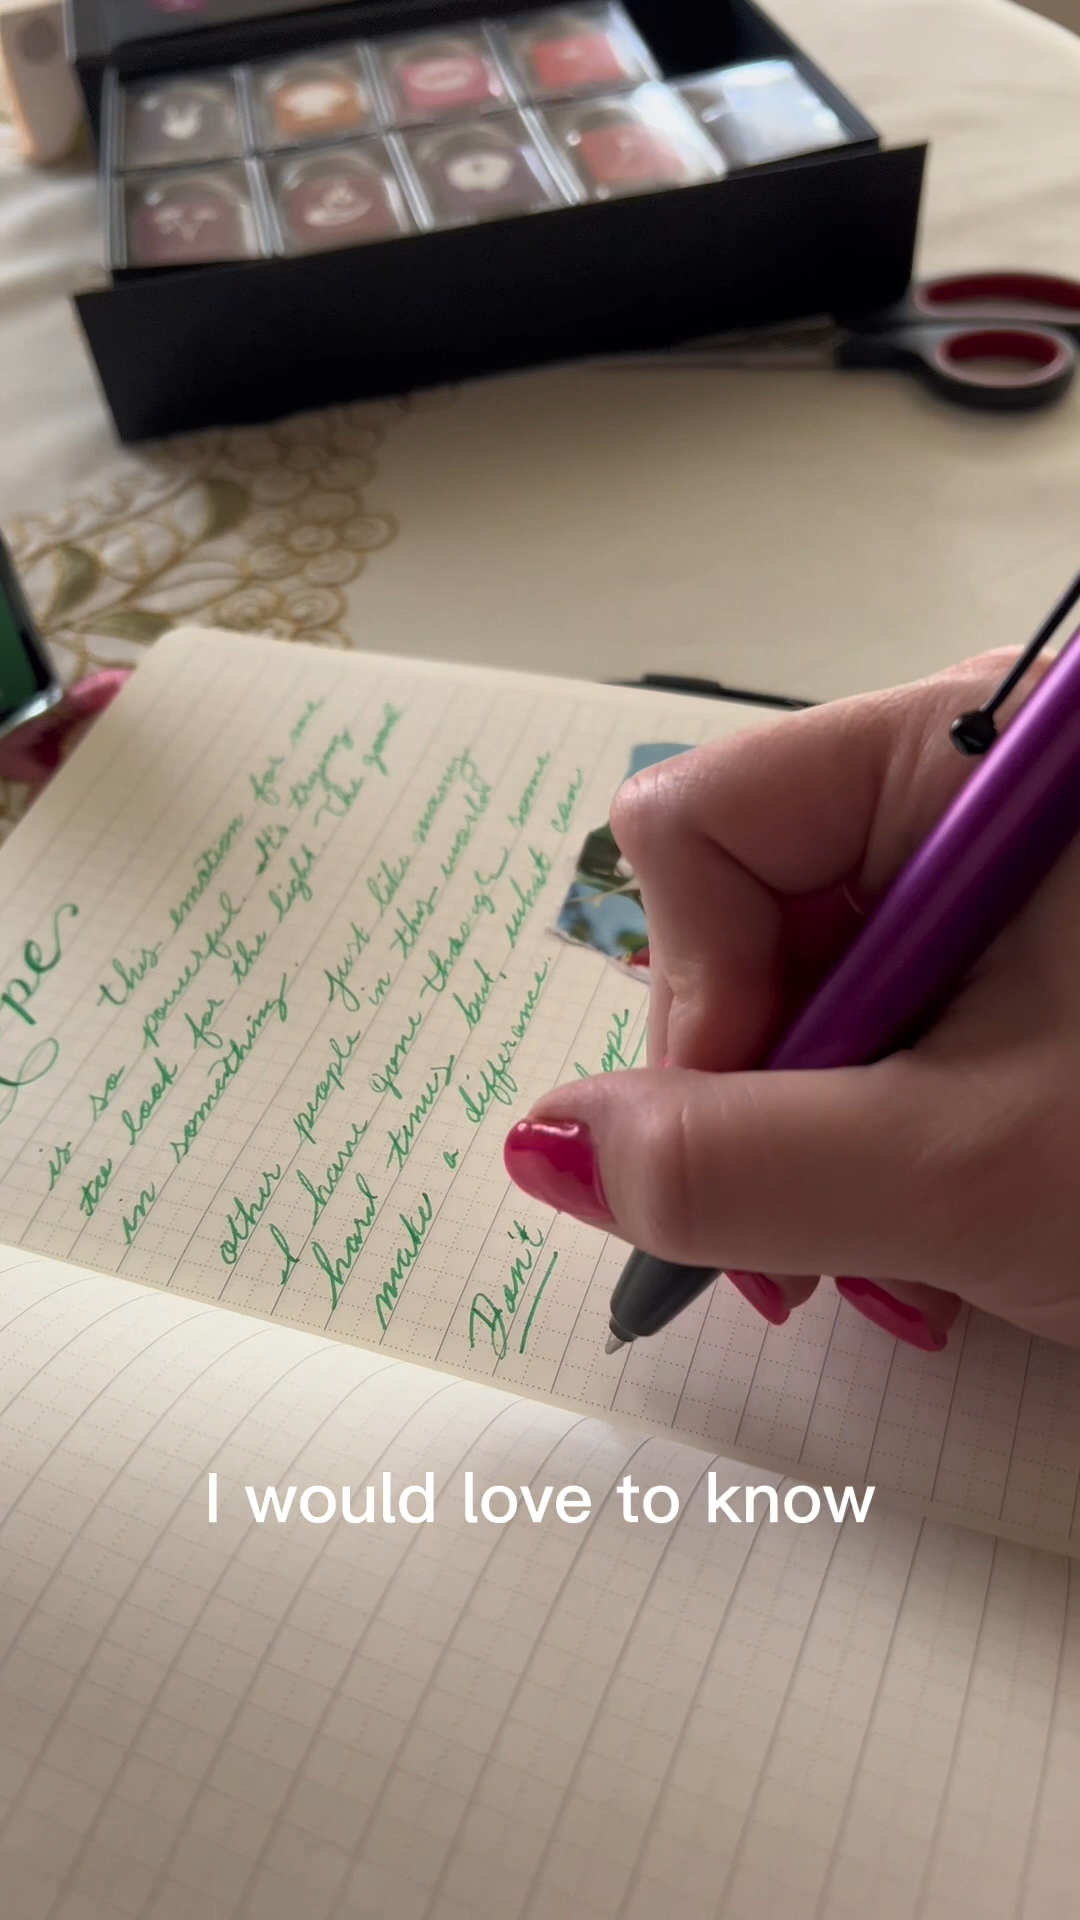 pe
this emotion for me
is so powerful. It's trying
to look for the light. The good
in something.
other people just like many
I have in this world
hard gone through some
times but, what can
make a difference.
Don't
hope
I would love to know